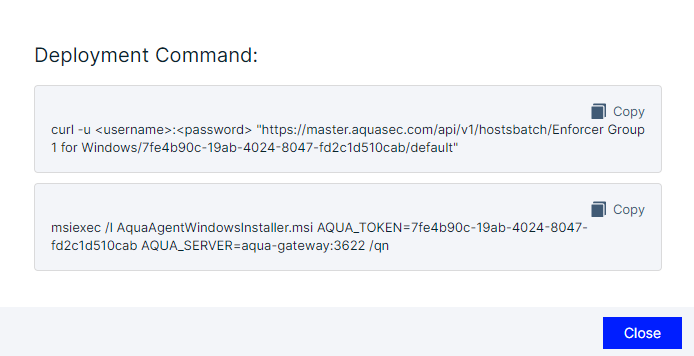 Deployment Command:
Copy
curl -u <username>:<password> "https://master.aquasec.com/api/v1/hostsbatch/Enforcer Group
1 for Windows/7fe4b90c-19ab-4024-8047-fd2c1d510cab/default"
Copy
msiexec /I AquaAgentWindowsInstaller.msi AQUA_TOKEN=7fe4b90c-19ab-4024-8047-
fd2c1d510cab AQUA_SERVER=aqua-gateway:3622 /qn
Close